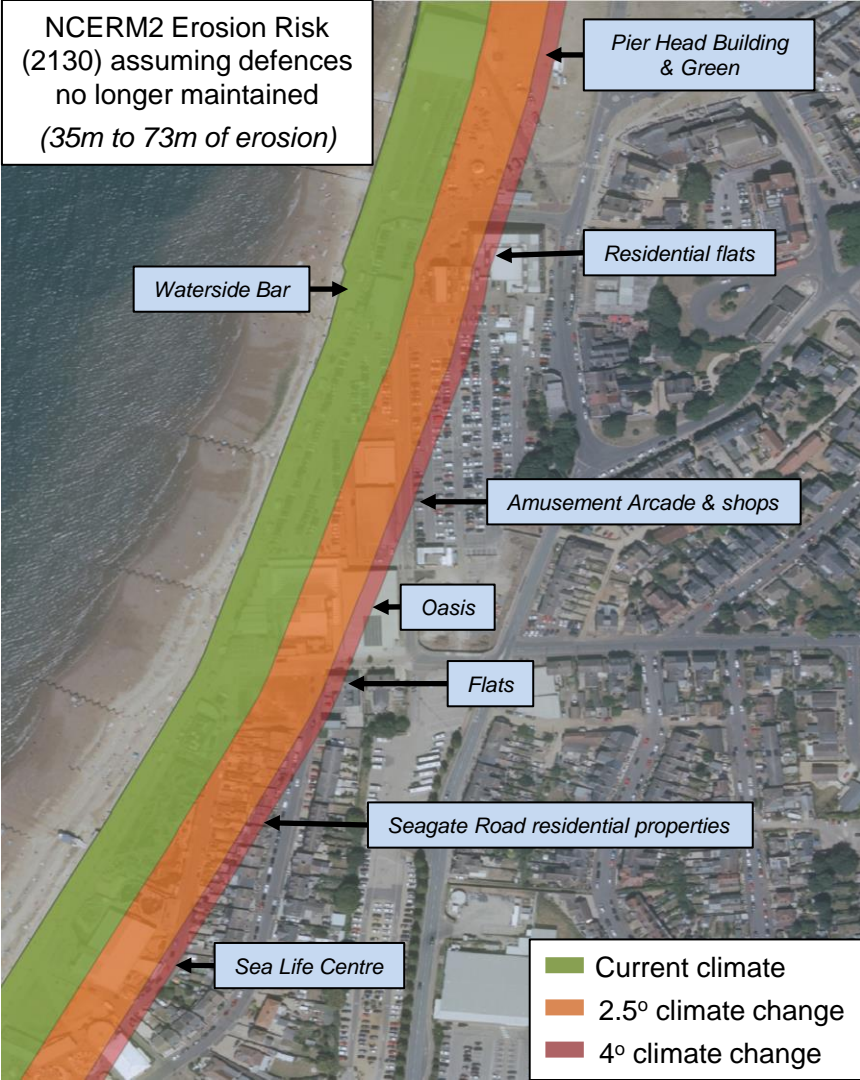 NCERM2 Erosion Risk
(2130) assuming defences
no longer maintained
(35m to 73m of erosion)
Pier Head Building
& Green
Residential flats
Waterside Bar
Amusement Arcade & shops
Oasis
Flats
Seagate Road residential properties
Sea Life Centre
Current climate
2.5º climate change
4º climate change